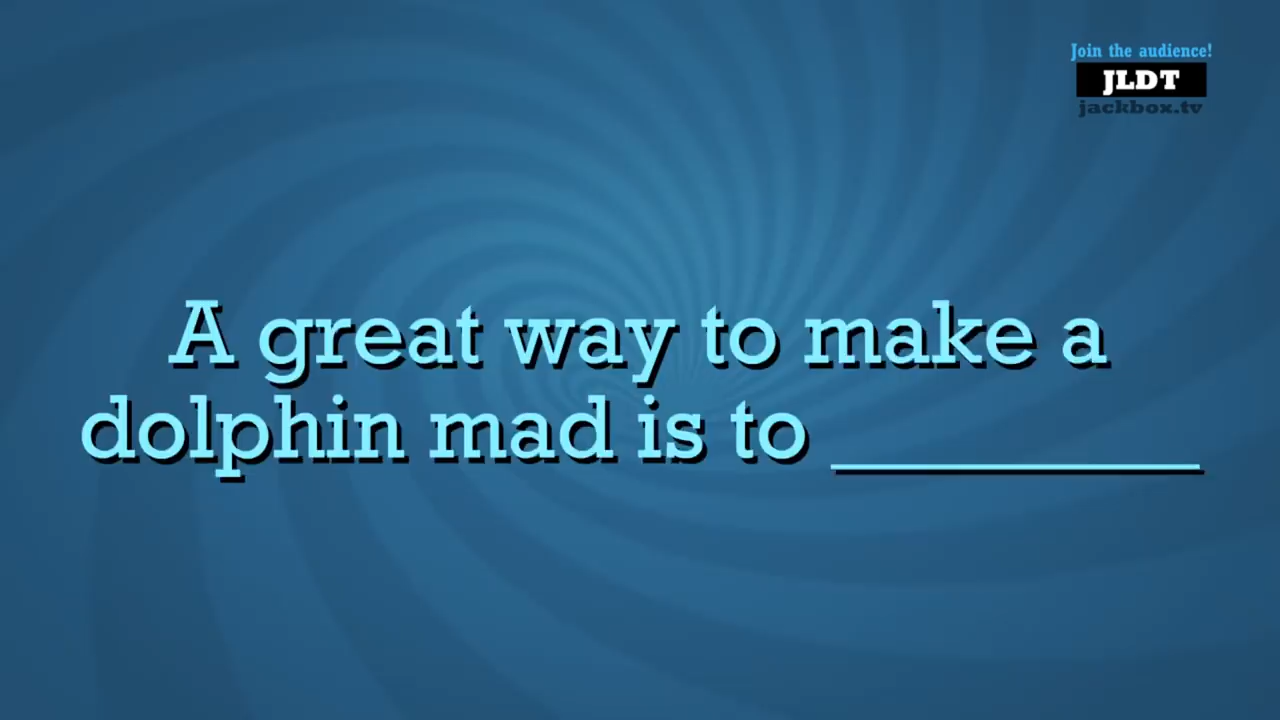 Join the audience!
JLDT
jackbox.tv
A great way to make a
dolphin mad is to __________